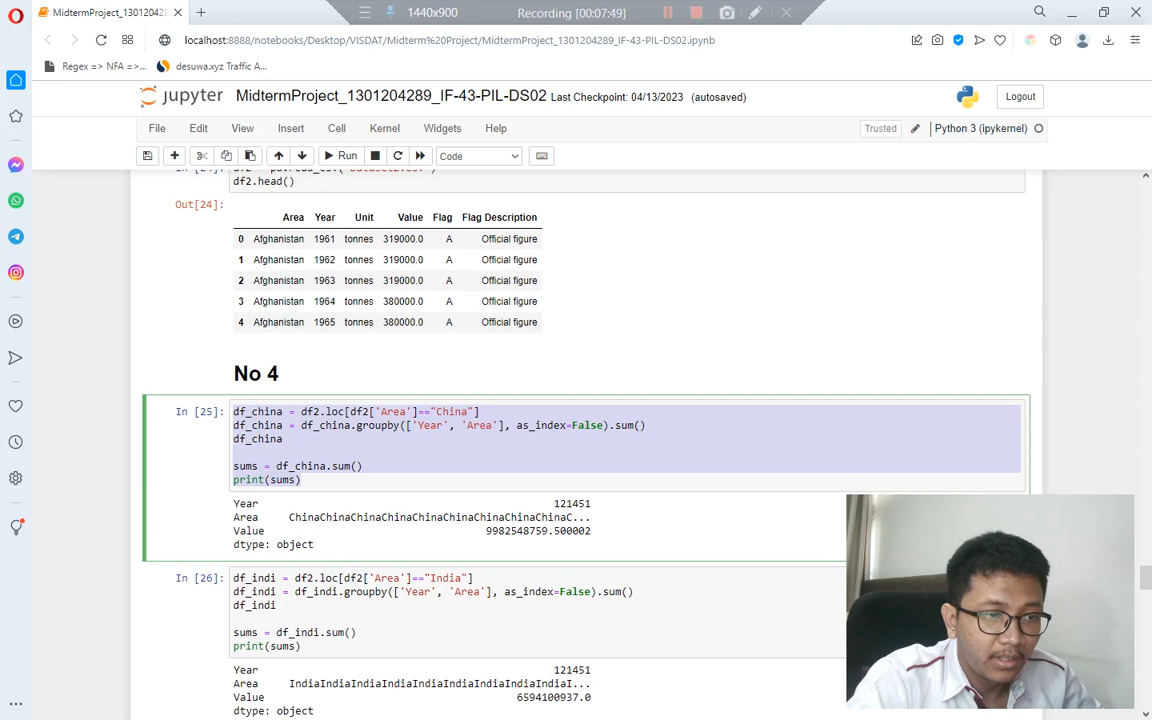 1440x900
Recording [00:07:49]
MidtermProject_130120428
localhost:8888/notebooks/Desktop/VISDAT/Midterm%20Project/MidtermProject_1301204289_IF-43-PIL-DS02.ipynb
Regex => NFA =>...
desuwa.xyz Traffic A...
jupyter MidtermProject_1301204289_IF-43-PIL-DS02 Last Checkpoint: 04/13/2023 (autosaved)
Logout
File Edit View Insert Cell Kernel Widgets Help
Trusted
Python 3 (ipykernel)
Run
Code
df2.head()
Out[24]:
Area Year Unit Value Flag Flag Description
0 Afghanistan 1961 tonnes 319000.0 A Official figure
1 Afghanistan 1962 tonnes 319000.0 A Official figure
2 Afghanistan 1963 tonnes 319000.0 A Official figure
3 Afghanistan 1964 tonnes 380000.0 A Official figure
4 Afghanistan 1965 tonnes 380000.0 A Official figure
No 4
In [25]: df_china = df2.loc[df2['Area']=="China"]
df_china = df_china.groupby(['Year', 'Area'], as_index=False).sum()
df_china
sums = df_china.sum()
print(sums)
Year 121451
Area ChinaChinaChinaChinaChinaChinaChinaChinaChinaC...
Value 9982548759.500002
dtype: object
In [26]: df_indi = df2.loc[df2['Area']=="India"]
df_indi = df_indi.groupby(['Year', 'Area'], as_index=False).sum()
df_indi
sums = df_indi.sum()
print(sums)
Year 121451
Area IndiaIndiaIndiaIndiaIndiaIndiaIndiaIndiaIndiaI...
Value 6594100937.0
dtype: object